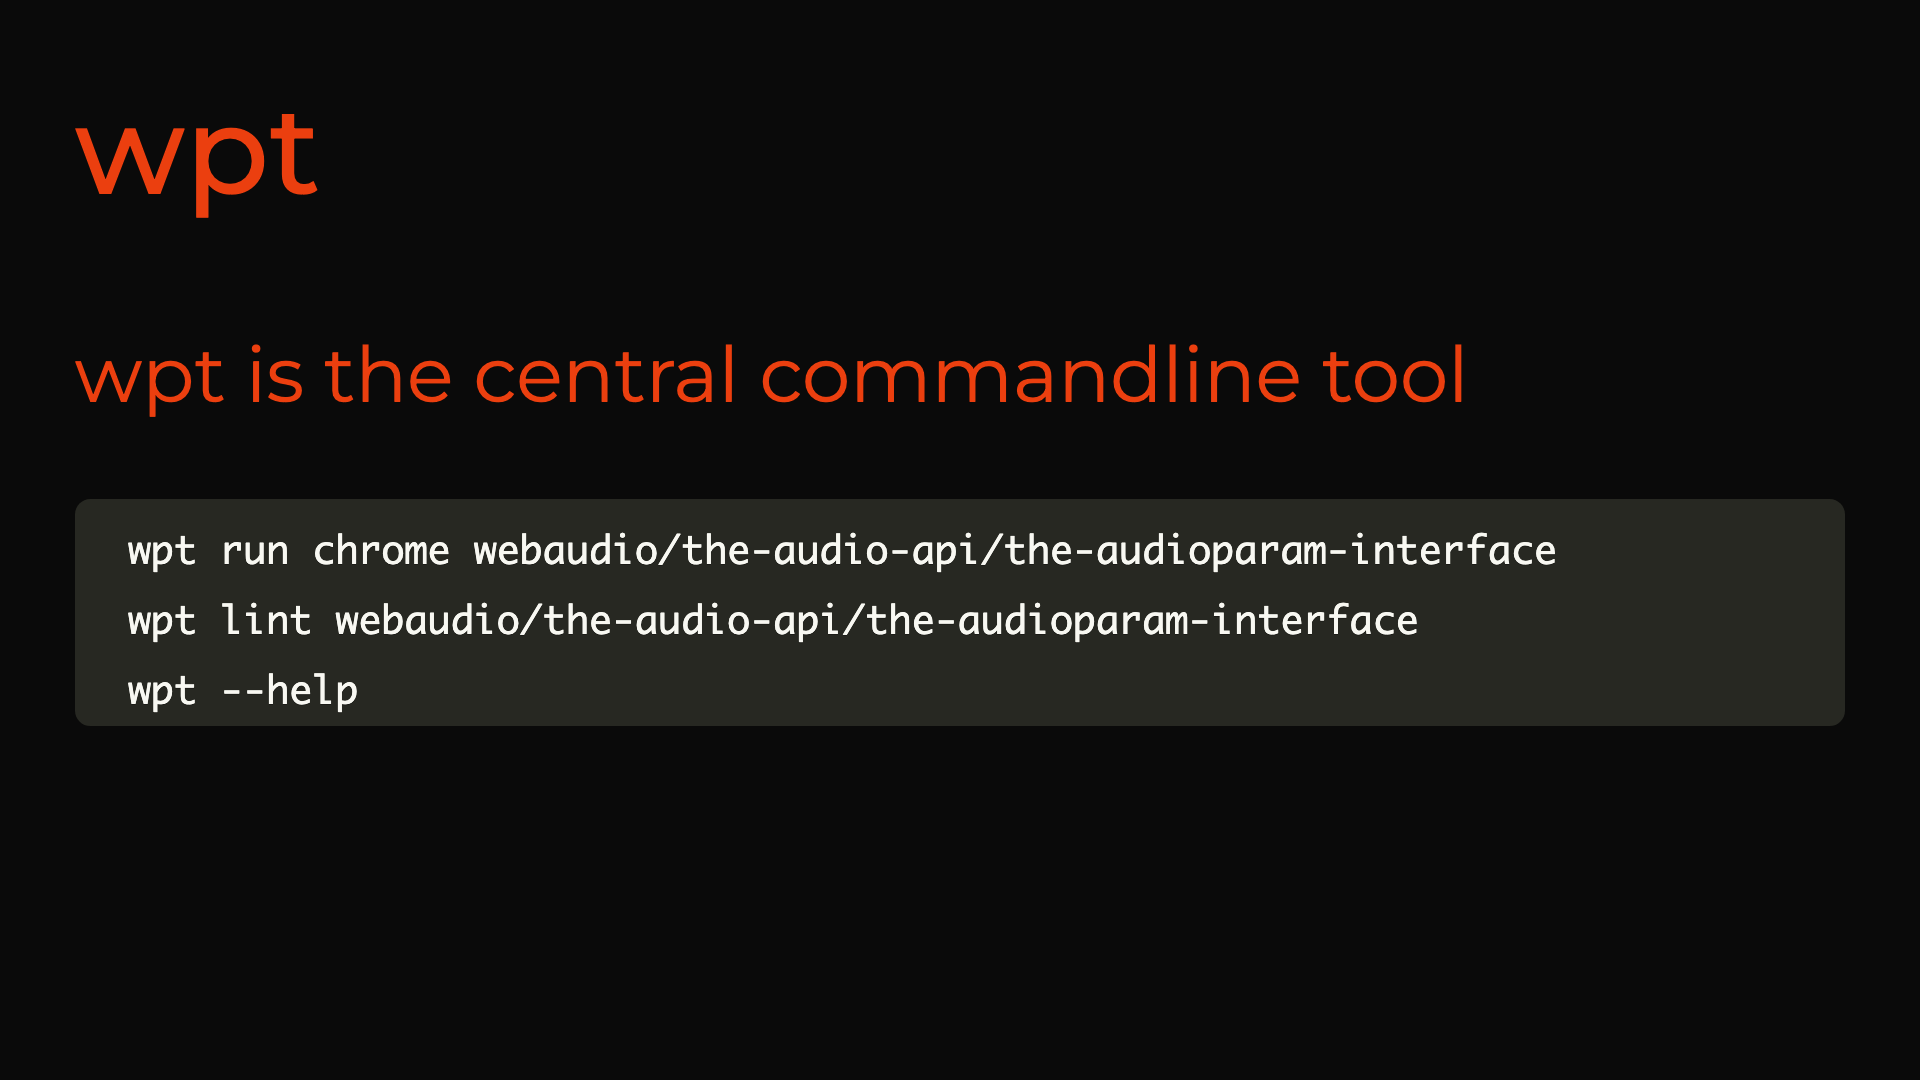 wpt
wpt is the central commandline tool
wpt run chrome webaudio/the-audio-api/the-audioparam-interface
wpt lint webaudio/the-audio-api/the-audioparam-interface
wpt --help